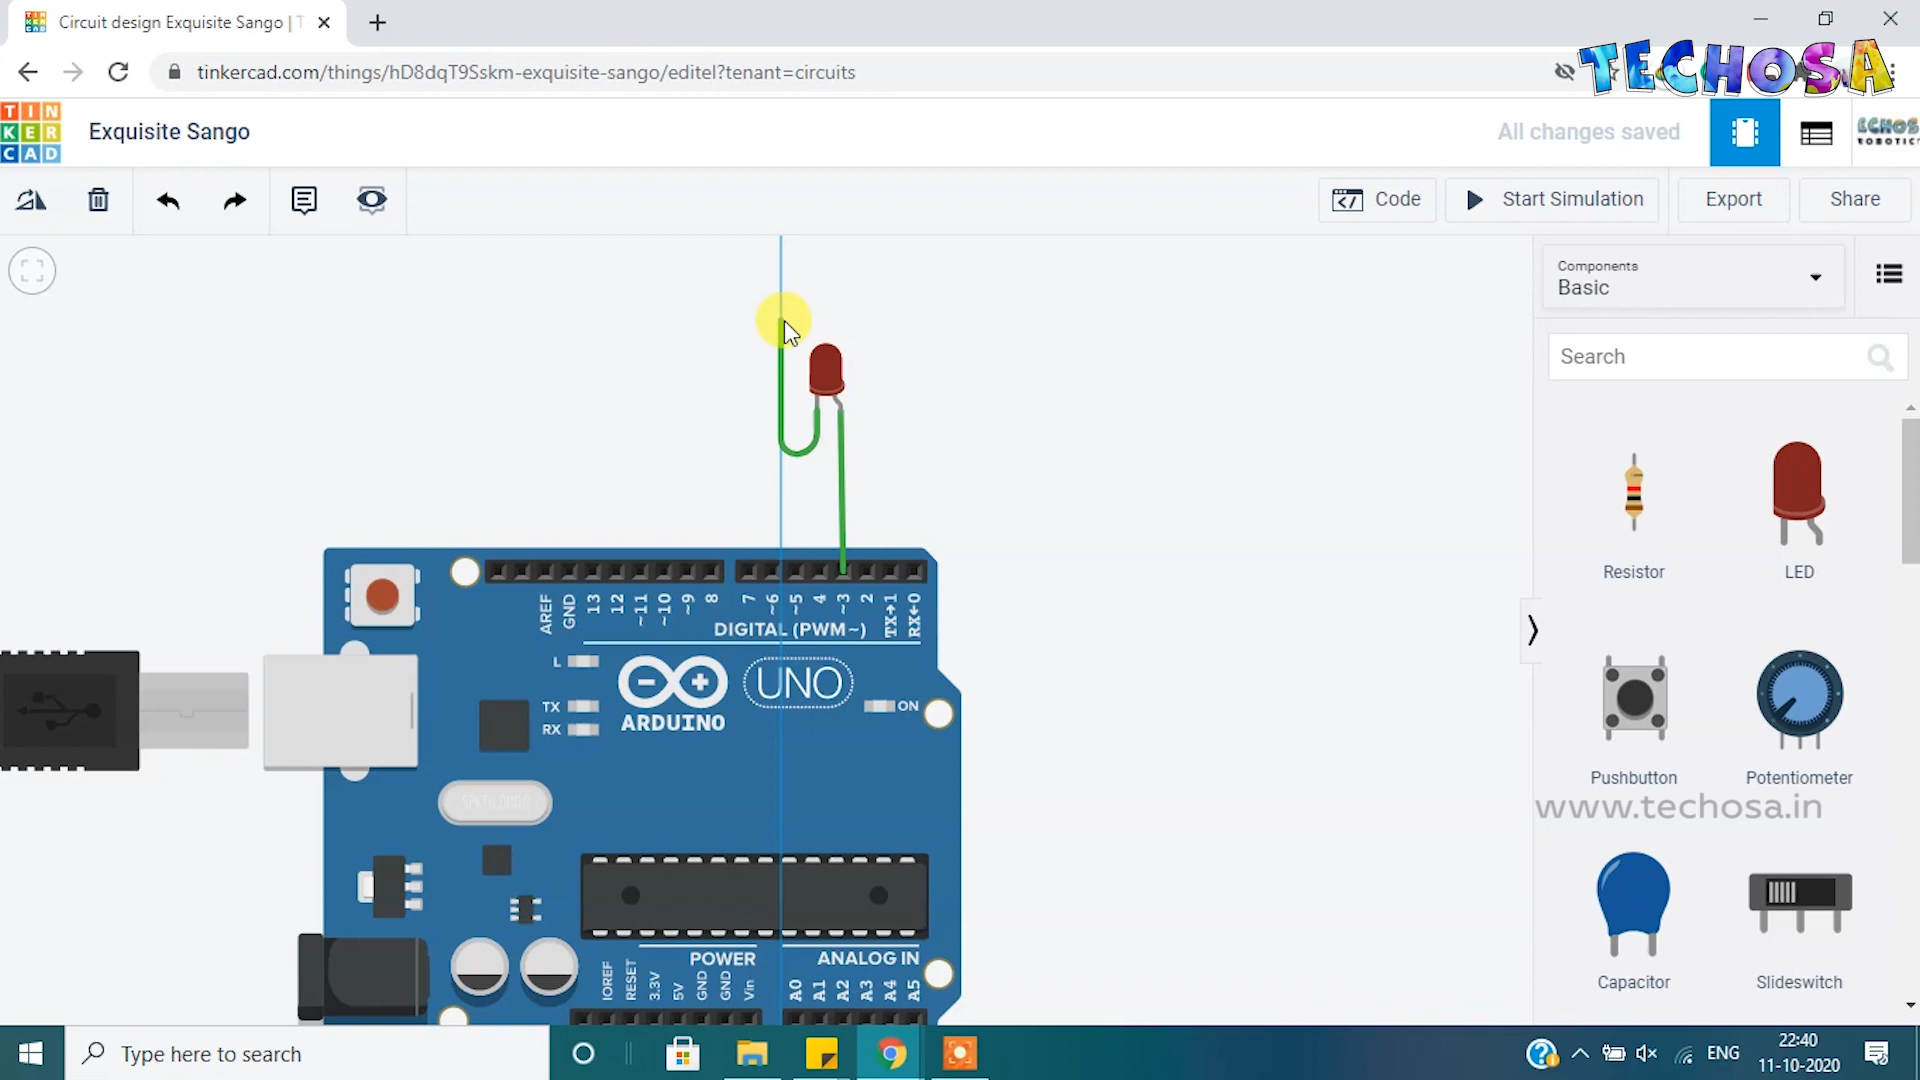 Circuit design Exquisite Sango | T
tinkercad.com/things/hD8dqT9Sskm-exquisite-sango/editel?tenant=circuits
TECHOSA
TIN
KER
CAD
Exquisite Sango
All changes saved
ECHOS
ROBOTIC
Code
Start Simulation
Export
Share
Components
Basic
Search
Resistor
LED
Pushbutton
Potentiometer
www.techosa.in
Capacitor
Slideswitch
AREF
GND
13
12
~11
~10
~9
8
7
~6
~5
4
~3
2
TX→1
RX←0
DIGITAL (PWM~)
L
TX
RX
ARDUINO
UNO
ON
POWER
ANALOG IN
IOREF
RESET
3.3V
5V
GND
GND
Vin
A0
A1
A2
A3
A4
A5
Type here to search
ENG
22:40
11-10-2020